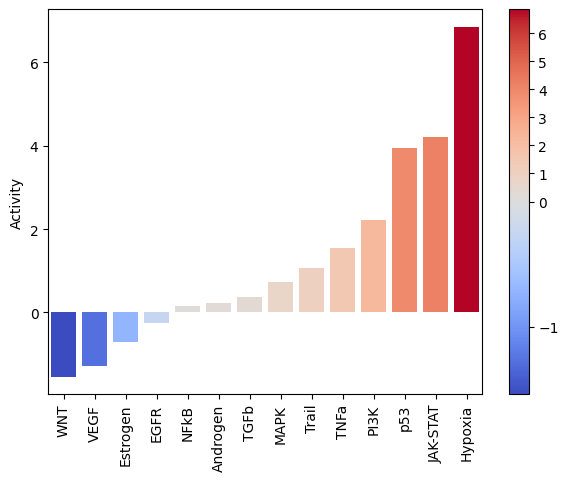 Activity
6
4
2
0
WNT
VEGF
Estrogen
EGFR
NFkB
Androgen
TGFb
MAPK
Trail
TNFa
PI3K
p53
JAK-STAT
Hypoxia
6
5
4
3
2
1
0
−1